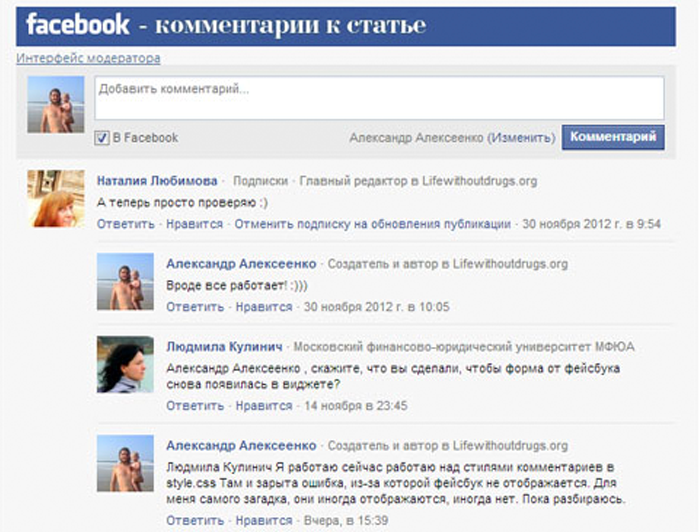 facebook - комментарии к статье
Интерфейс модератора
Добавить комментарий...
В Facebook
Александр Алексеенко (Изменить)
Комментарий
Наталия Любимова · Подписки · Главный редактор в Lifewithoutdrugs.org
А теперь просто проверяю :)
Ответить · Нравится · Отменить подписку на обновления публикации · 30 ноября 2012 г. в 9:54
Александр Алексеенко · Создатель и автор в Lifewithoutdrugs.org
Вроде все работает! :)))
Ответить · Нравится · 30 ноября 2012 г. в 10:05
Людмила Кулинич · Московский финансово-юридический университет МФЮА
Александр Алексеенко , скажите, что вы сделали, чтобы форма от фейсбука
снова появилась в виджете?
Ответить · Нравится · 14 ноября в 23:45
Александр Алексеенко · Создатель и автор в Lifewithoutdrugs.org
Людмила Кулинич Я работаю сейчас работаю над стилями комментариев в
style.css Там и зарыта ошибка, из-за которой фейсбук не отображается. Для
меня самого загадка, они иногда отображаются, иногда нет. Пока разбираюсь.
Ответить · Нравится · Вчера, в 15:39